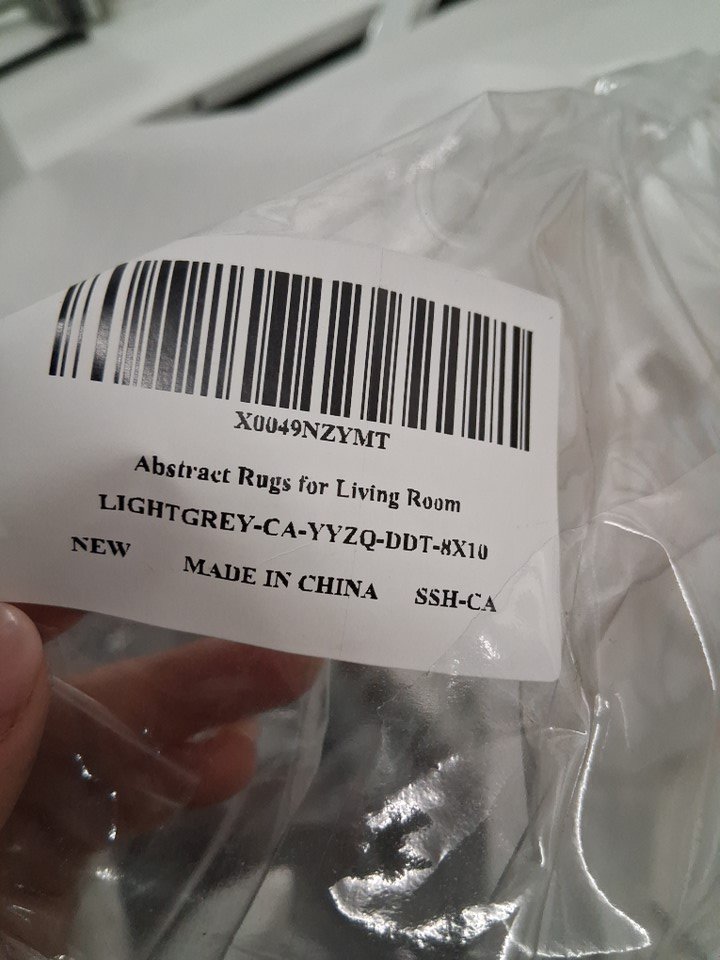 X0049NZYMT
Abstract Rugs for Living Room
LIGHTGREY-CA-YYZQ-DDT-8X10
NEW MADE IN CHINA SSH-CA